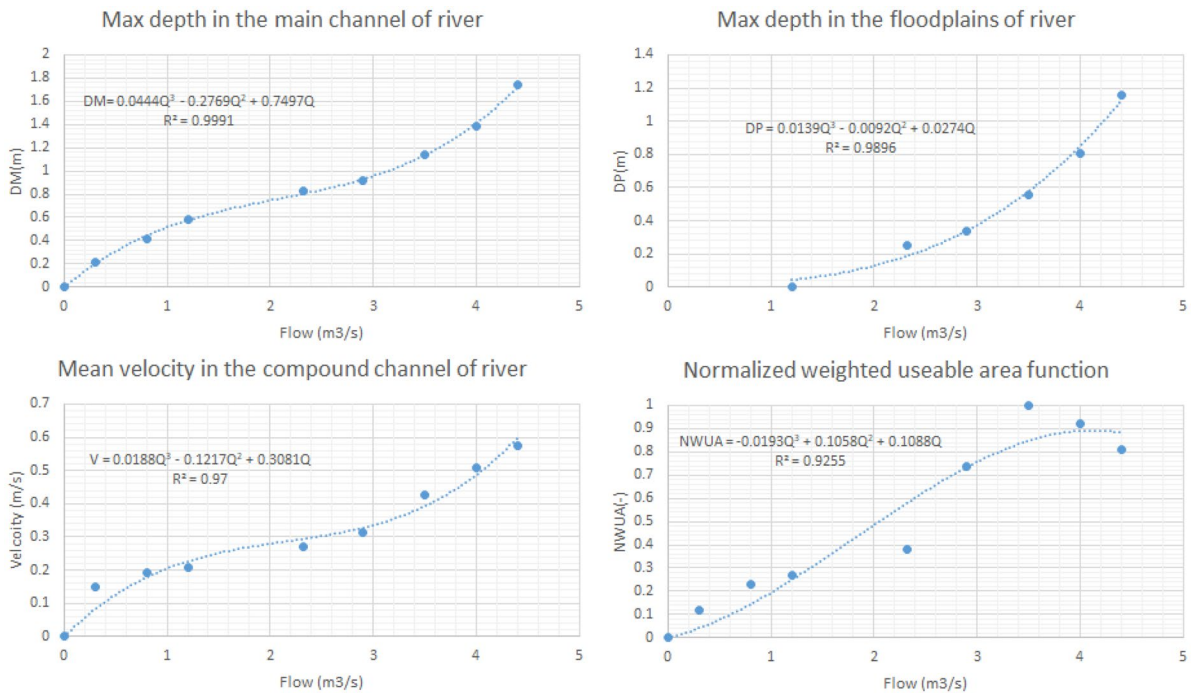 Max depth in the main channel of river
2
1.8
1.6
1.4
1.2
1
0.8
0.6
0.4
0.2
0
DM(m)
DM= 0.0444Q³ - 0.2769Q² + 0.7497Q
R² = 0.9991
0 1 2 3 4 5
Flow (m3/s)
Max depth in the floodplains of river
1.4
1.2
1
0.8
0.6
0.4
0.2
0
DP(m)
DP = 0.0139Q³ - 0.0092Q² + 0.0274Q
R² = 0.9896
0 1 2 3 4 5
Flow (m3/s)
Mean velocity in the compound channel of river
0.7
0.6
0.5
0.4
0.3
0.2
0.1
0
Velcoity (m/s)
V = 0.0188Q³ - 0.1217Q² + 0.3081Q
R² = 0.97
0 1 2 3 4 5
Flow (m3/s)
Normalized weighted useable area function
1
0.9
0.8
0.7
0.6
0.5
0.4
0.3
0.2
0.1
0
NWUA(-)
NWUA = -0.0193Q³ + 0.1058Q² + 0.1088Q
R² = 0.9255
0 1 2 3 4 5
Flow (m3/s)